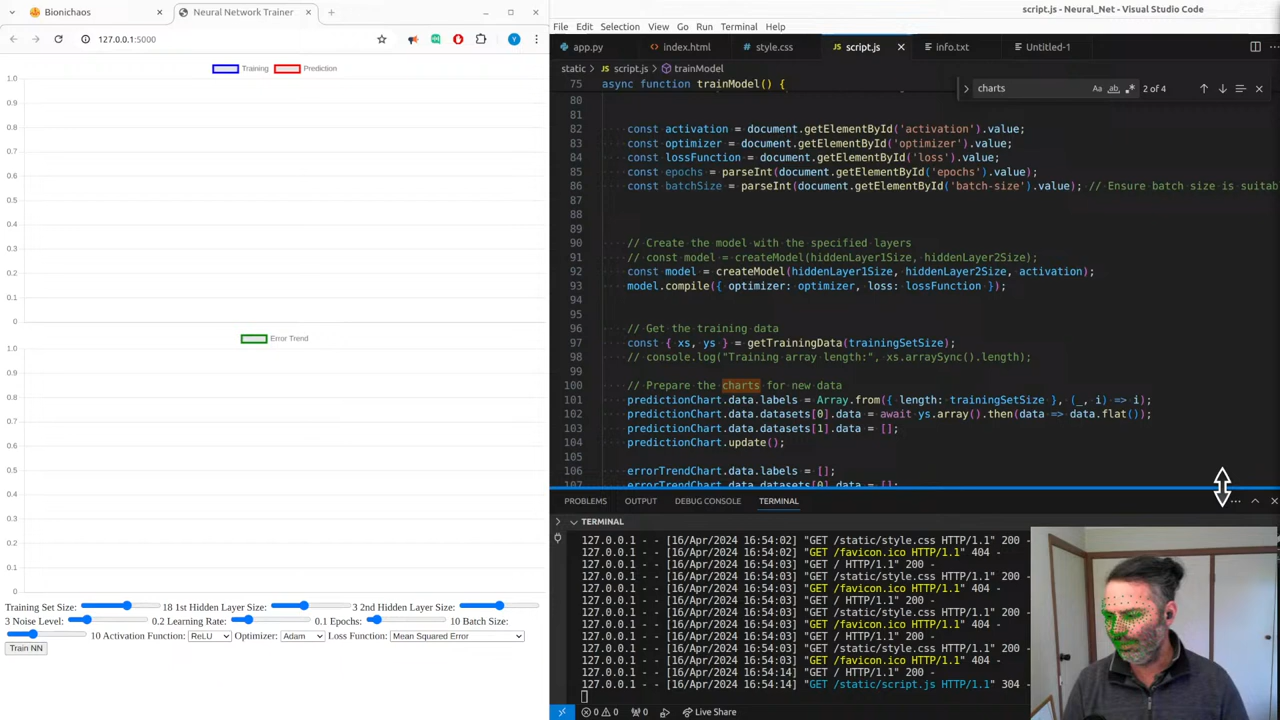 Bionichaos
Neural Network Trainer
127.0.0.1:5000
Y
Training
Prediction
1.0
0.9
0.8
0.7
0.6
0.5
0.4
0.3
0.2
0.1
0
Error Trend
1.0
0.9
0.8
0.7
0.6
0.5
0.4
0.3
0.2
0.1
0
Training Set Size: 18 1st Hidden Layer Size: 3 2nd Hidden Layer Size:
3 Noise Level: 0.2 Learning Rate: 0.1 Epochs: 10 Batch Size:
10 Activation Function: ReLU Optimizer: Adam Loss Function: Mean Squared Error
Train NN
script.js - Neural_Net - Visual Studio Code
File Edit Selection View Go Run Terminal
app.py index.html style.css script.js info.txt Untitled-1
static > script.js > trainModel
75 async function trainModel() {
charts Aa ab 2 of 4
80
81
82 const activation = document.getElementById('activation').value;
83 const optimizer = document.getElementById('optimizer').value;
84 const lossFunction = document.getElementById('loss').value;
85 const epochs = parseInt(document.getElementById('epochs').value);
86 const batchSize = parseInt(document.getElementById('batch-size').value); // Ensure batch size is suitab
87
88
89
90 // Create the model with the specified layers
91 // const model = createModel(hiddenLayer1Size, hiddenLayer2Size);
92 const model = createModel(hiddenLayer1Size, hiddenLayer2Size, activation);
93 model.compile({ optimizer: optimizer, loss: lossFunction });
94
95
96 // Get the training data
97 const { xs, ys } = getTrainingData(trainingSetSize);
98 // console.log("Training array length:", xs.arraySync().length);
99
100 // Prepare the charts for new data
101 predictionChart.data.labels = Array.from({ length: trainingSetSize }, (_, i) => i);
102 predictionChart.data.datasets[0].data = await ys.array().then(data => data.flat());
103 predictionChart.data.datasets[1].data = [];
104 predictionChart.update();
105
106 errorTrendChart.data.labels = [];
107 errorTrendChart.data.datasets[0].data = [];
PROBLEMS OUTPUT DEBUG CONSOLE TERMINAL
TERMINAL
127.0.0.1 - - [16/Apr/2024 16:54:02] "GET /static/style.css HTTP/1.1" 200 -
127.0.0.1 - - [16/Apr/2024 16:54:02] "GET /favicon.ico HTTP/1.1" 404 -
127.0.0.1 - - [16/Apr/2024 16:54:03] "GET / HTTP/1.1" 200 -
127.0.0.1 - - [16/Apr/2024 16:54:03] "GET /static/style.css HTTP/1.1" 200 -
127.0.0.1 - - [16/Apr/2024 16:54:03] "GET /favicon.ico HTTP/1.1" 404 -
127.0.0.1 - - [16/Apr/2024 16:54:03] "GET / HTTP/1.1" 200 -
127.0.0.1 - - [16/Apr/2024 16:54:03] "GET /static/style.css HTTP/1.1" 200 -
127.0.0.1 - - [16/Apr/2024 16:54:03] "GET /favicon.ico HTTP/1.1" 404 -
127.0.0.1 - - [16/Apr/2024 16:54:03] "GET / HTTP/1.1" 200 -
127.0.0.1 - - [16/Apr/2024 16:54:03] "GET /static/style.css HTTP/1.1" 200 -
127.0.0.1 - - [16/Apr/2024 16:54:03] "GET /favicon.ico HTTP/1.1" 404 -
127.0.0.1 - - [16/Apr/2024 16:54:14] "GET / HTTP/1.1" 200 -
127.0.0.1 - - [16/Apr/2024 16:54:14] "GET /static/script.js HTTP/1.1" 304 -
0 0 0 Live Share